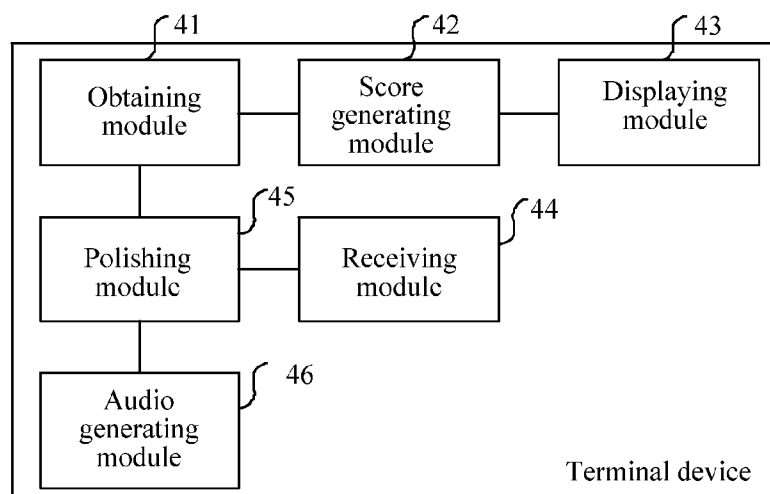 41
42
43
Obtaining
module
Score
generating
module
Displaying
module
45
44
Polishing
module
Receiving
module
46
Audio
generating
module
Terminal device